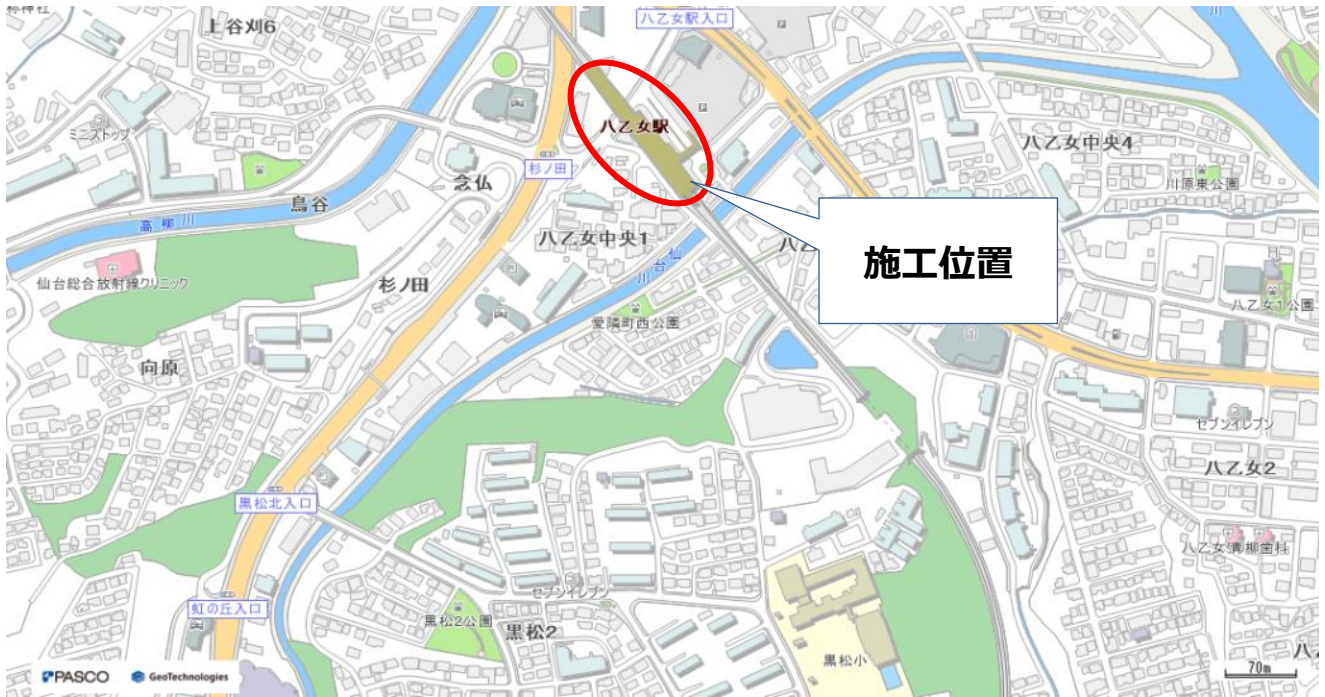 八乙女駅入口
上谷刈6
ミニストップ
八乙女駅
杉ノ田
念仏
八乙女中央4
川原東公園
鳥谷
高柳川
八乙女中央1
仙台川
施工位置
仙台総合放射線クリニック
杉ノ田
愛隣町西公園
八乙女1公園
向原
セブンイレブン
八乙女2
黒松北入口
八乙女青柳歯科
セブンイレブン
虹の丘入口
黒松2公園
黒松2
黒松小
PASCO
GeoTechnologies
70m